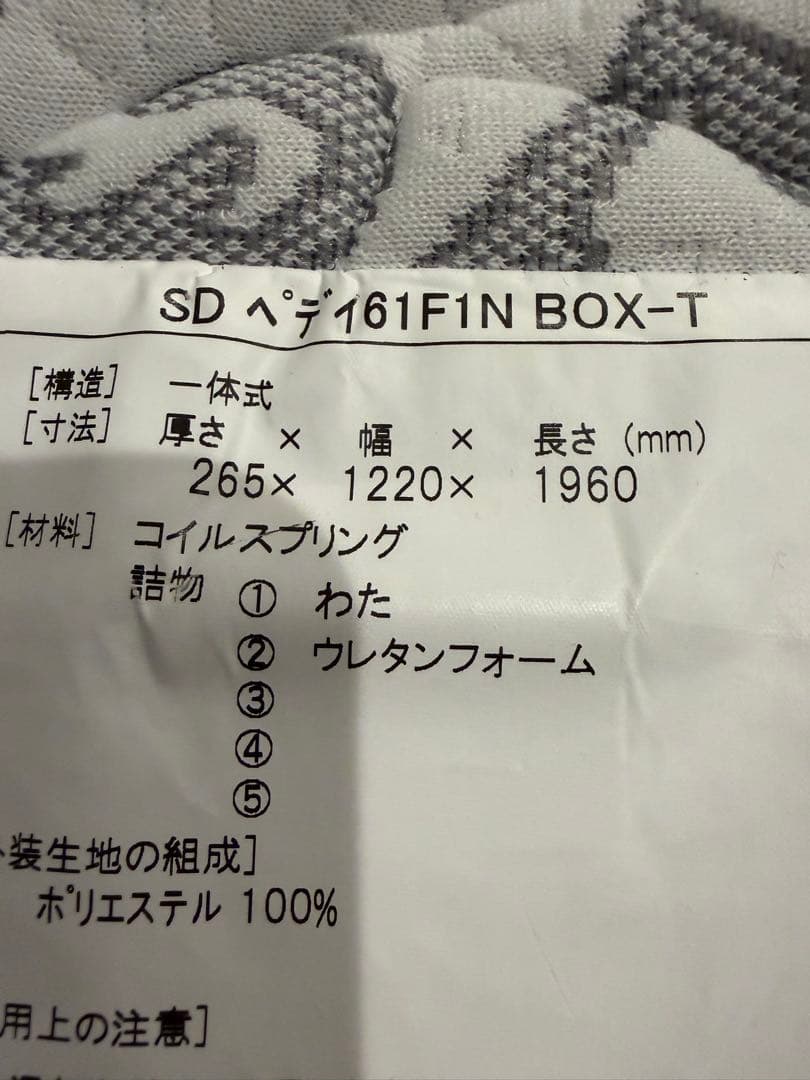 SD ペディ61F1N BOX-T
[構造] 一体式
[寸法] 厚さ × 幅 × 長さ (mm)
265× 1220× 1960
[材料] コイルスプリング
詰物 ① わた
② ウレタンフォーム
③
④
⑤
装生地の組成]
ポリエステル 100%
用上の注意]